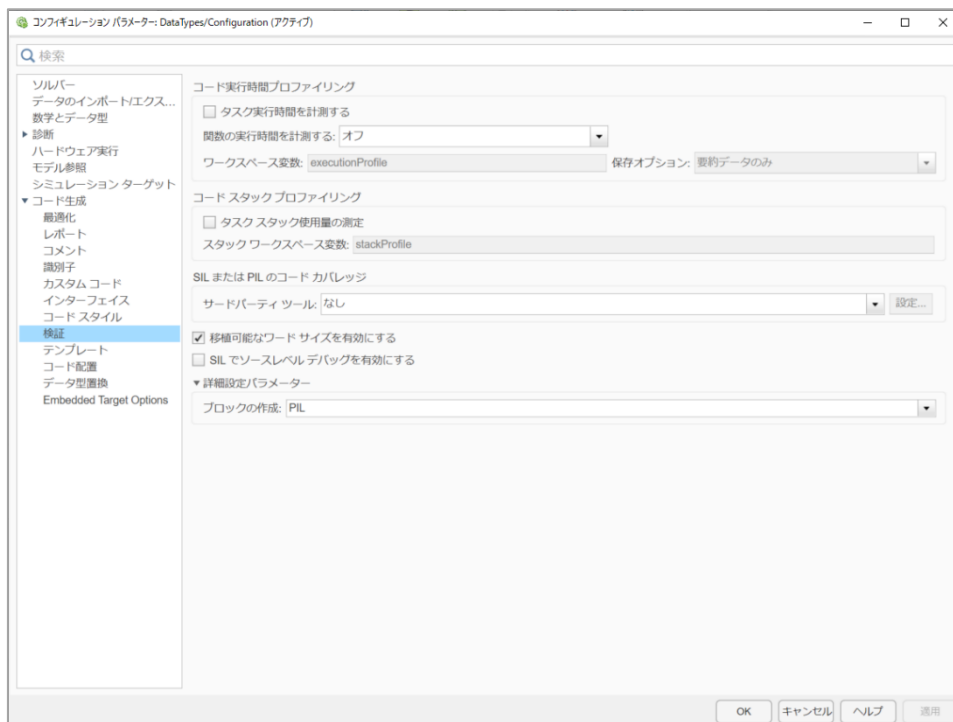 コンフィギュレーション パラメーター: DataTypes/Configuration (アクティブ)
検索
ソルバー
データのインポート/エクス...
数学とデータ型
診断
ハードウェア実行
モデル参照
シミュレーション ターゲット
コード生成
最適化
レポート
コメント
識別子
カスタム コード
インターフェイス
コード スタイル
検証
テンプレート
コード配置
データ型置換
Embedded Target Options
コード実行時間プロファイリング
タスク実行時間を計測する
関数の実行時間を計測する: オフ
ワークスペース変数: executionProfile 保存オプション: 要約データのみ
コード スタック プロファイリング
タスク スタック使用量の測定
スタック ワークスペース変数: stackProfile
SIL または PIL のコード カバレッジ
サードパーティ ツール: なし 設定...
移植可能なワード サイズを有効にする
SIL でソースレベル デバッグを有効にする
詳細設定パラメーター
ブロックの作成: PIL
OK キャンセル ヘルプ 適用